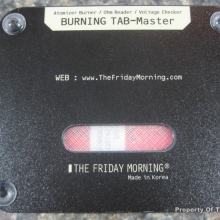 Atomizer Burner / Ohm Reader / Voltage Checker
BURNING TAB-Master
WEB : www.TheFridayMorning.com
THE FRIDAY MORNING®
Made in Korea
Property Of